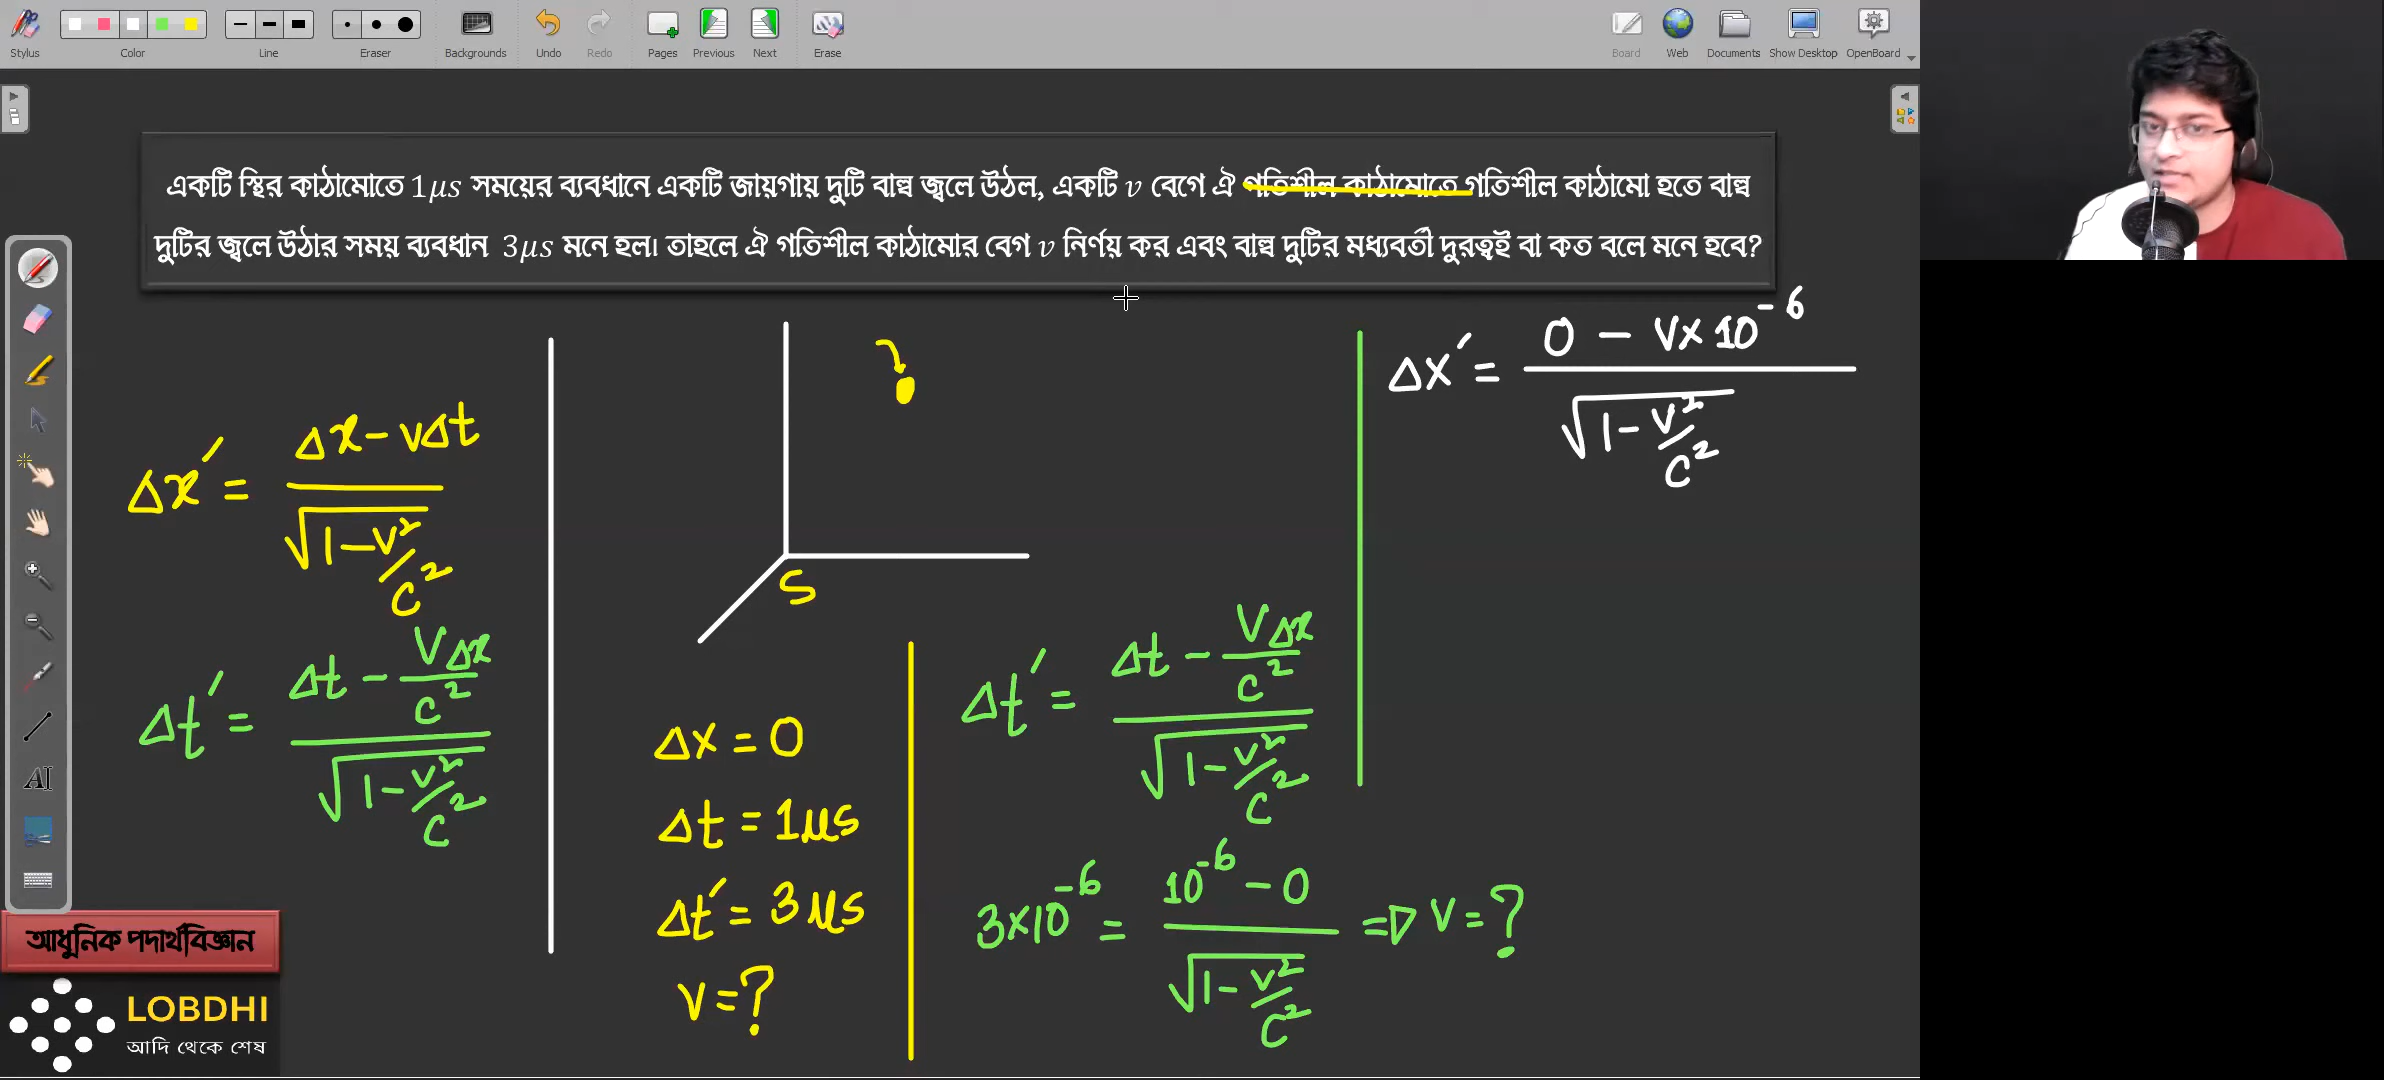 Stylus
Color
Line
Eraser
Backgrounds
Undo
Redo
Pages
Previous
Next
Erase
Board
Web
Documents
Show Desktop
OpenBoard
একটি স্থির কাঠামোতে 1μs সময়ের ব্যবধানে একটি জায়গায় দুটি বাল্ব জ্বলে উঠল, একটি v বেগে ঐ গতিশীল কাঠামোতে গতিশীল কাঠামো হতে বাল্ব
দুটির জ্বলে উঠার সময় ব্যবধান 3μs মনে হল। তাহলে ঐ গতিশীল কাঠামোর বেগ v নির্ণয় কর এবং বাল্ব দুটির মধ্যবর্তী দুরত্বই বা কত বলে মনে হবে?
Δx′ = (Δx − vΔt) / √(1 − v²/c²)
Δt′ = (Δt − VΔx/c²) / √(1 − v²/c²)
S
Δx = 0
Δt = 1μs
Δt′ = 3μs
v = ?
Δt′ = (Δt − VΔx/c²) / √(1 − v²/c²)
3×10⁻⁶ = (10⁻⁶ − 0) / √(1 − v²/c²) ⇒ v = ?
Δx′ = (0 − v×10⁻⁶) / √(1 − v²/c²)
AI
আধুনিক পদার্থবিজ্ঞান
LOBDHI
আদি থেকে শেষ